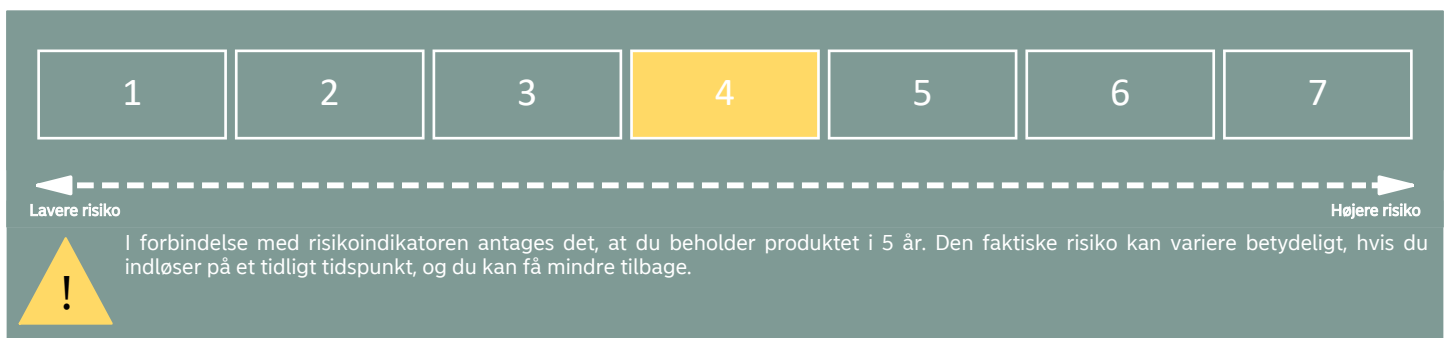 1 2 3 4 5 6 7
Lavere risiko Højere risiko
I forbindelse med risikoindikatoren antages det, at du beholder produktet i 5 år. Den faktiske risiko kan variere betydeligt, hvis du
indløser på et tidligt tidspunkt, og du kan få mindre tilbage.
!